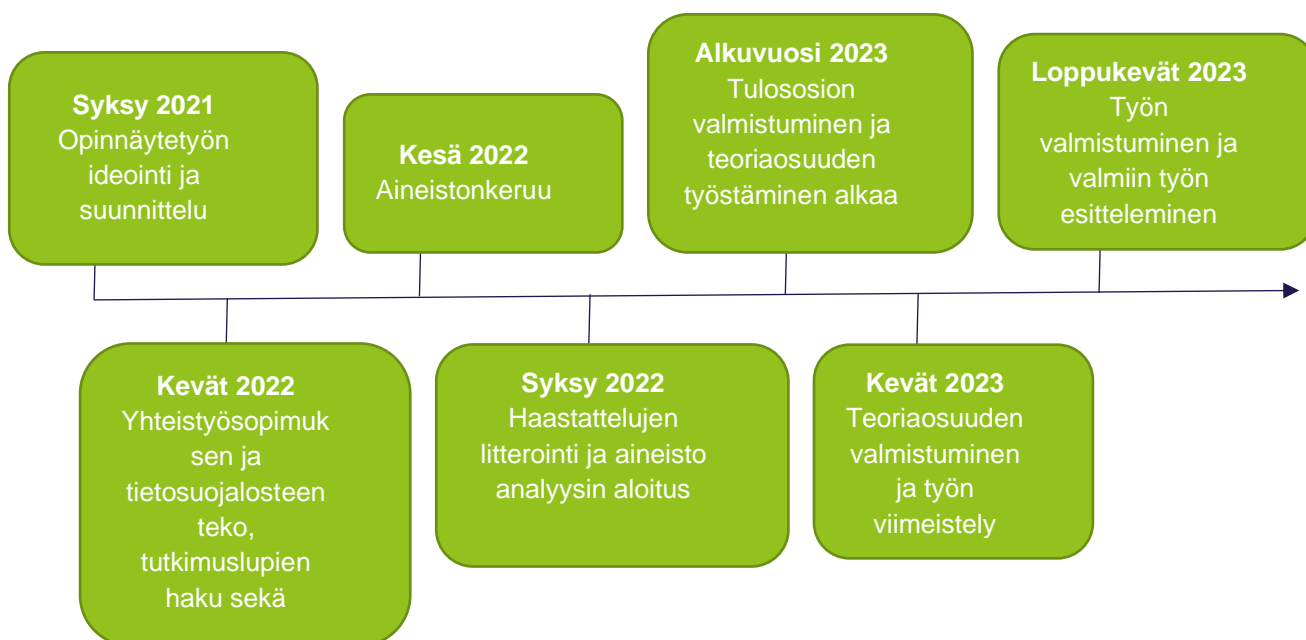 Syksy 2021
Opinnäytetyön
ideointi ja
suunnittelu
Kevät 2022
Yhteistyösopimuk
sen ja
tietosuojalosteen
teko,
tutkimuslupien
haku sekä
Kesä 2022
Aineistonkeruu
Syksy 2022
Haastattelujen
litterointi ja aineisto
analyysin aloitus
Alkuvuosi 2023
Tulososion
valmistuminen ja
teoriaosuuden
työstäminen alkaa
Kevät 2023
Teoriaosuuden
valmistuminen
ja työn
viimeistely
Loppukevät 2023
Työn
valmistuminen ja
valmiin työn
esitteleminen